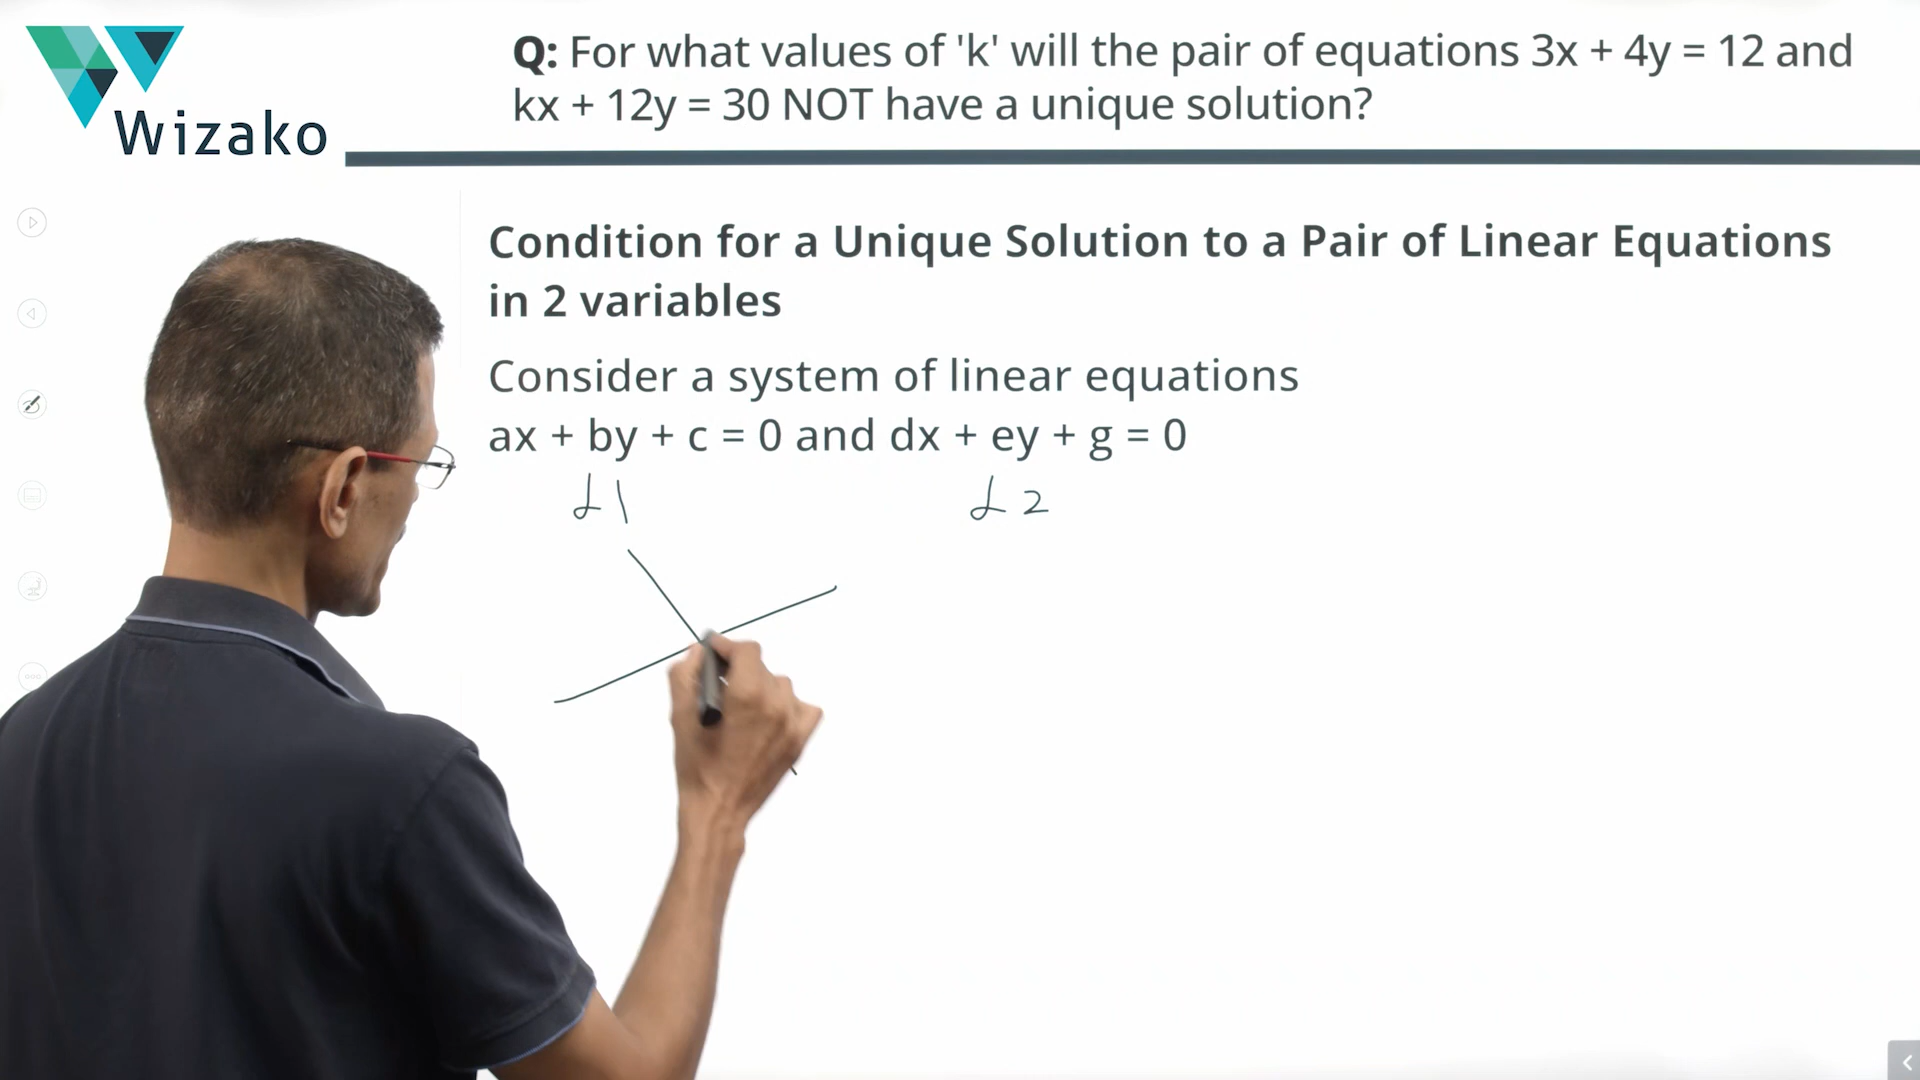 Wizako
Q: For what values of 'k' will the pair of equations 3x + 4y = 12 and
kx + 12y = 30 NOT have a unique solution?
Condition for a Unique Solution to a Pair of Linear Equations
in 2 variables
Consider a system of linear equations
ax + by + c = 0 and dx + ey + g = 0
L1 L2